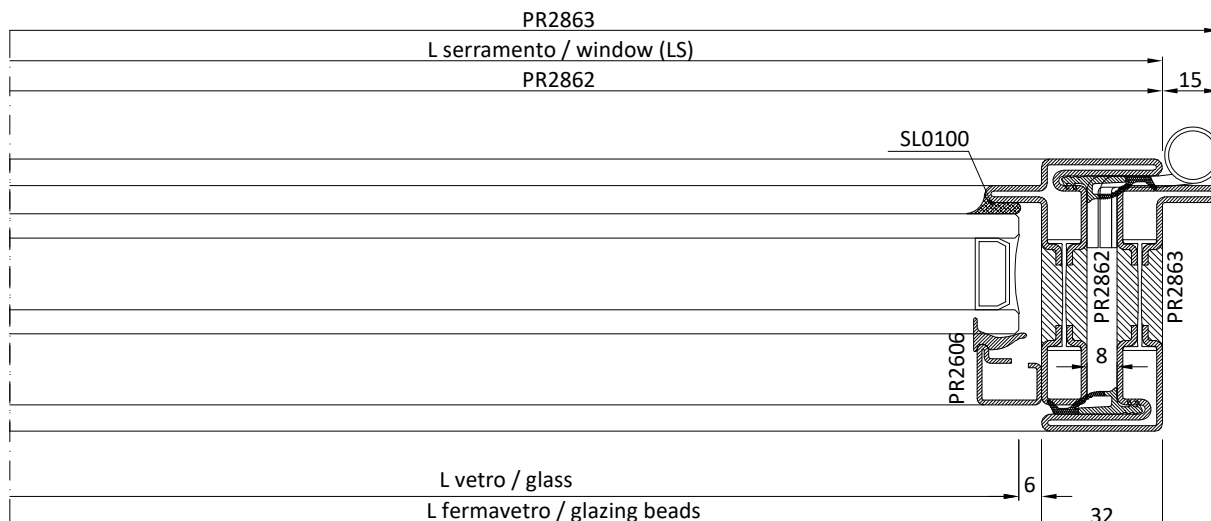 PR2863
L serramento / window (LS)
PR2862
15
SL0100
PR2862
PR2863
8
PR2606
L vetro / glass
6
L fermavetro / glazing beads
32